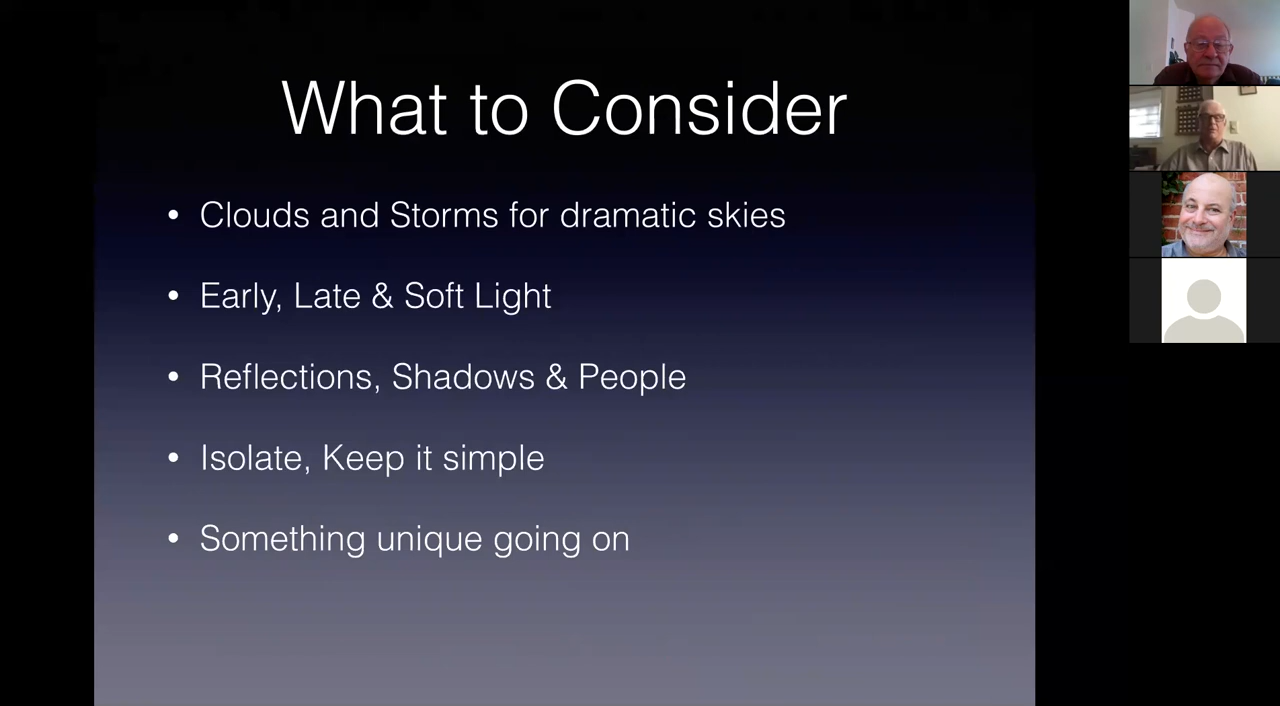 What to Consider
• Clouds and Storms for dramatic skies
• Early, Late & Soft Light
• Reflections, Shadows & People
• Isolate, Keep it simple
• Something unique going on